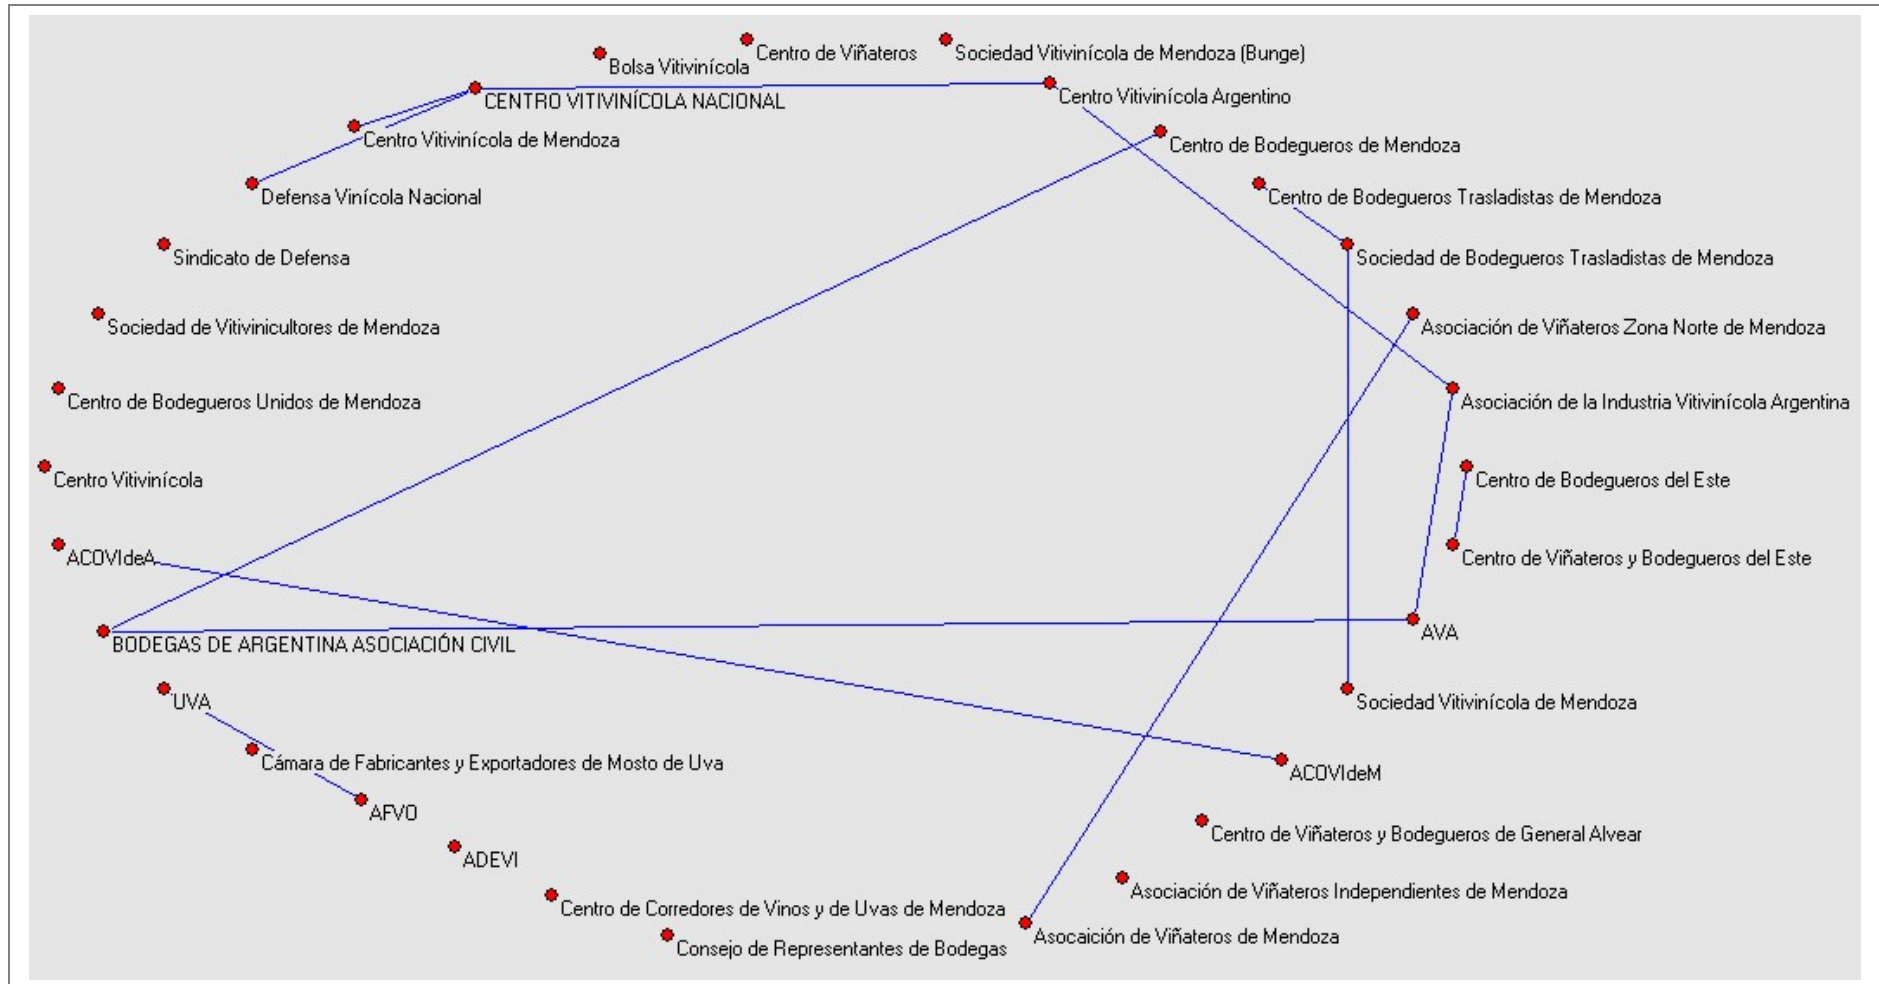 Centro de Viñateros
Sociedad Vitivinícola de Mendoza (Bunge)
Bolsa Vitivinícola
CENTRO VITIVINÍCOLA NACIONAL
Centro Vitivinícola Argentino
Centro Vitivinícola de Mendoza
Centro de Bodegueros de Mendoza
Defensa Vinícola Nacional
Centro de Bodegueros Trasladistas de Mendoza
Sindicato de Defensa
Sociedad de Bodegueros Trasladistas de Mendoza
Sociedad de Vitivinicultores de Mendoza
Asociación de Viñateros Zona Norte de Mendoza
Centro de Bodegueros Unidos de Mendoza
Asociación de la Industria Vitivinícola Argentina
Centro Vitivinícola
Centro de Bodegueros del Este
ACOVIdeA
Centro de Viñateros y Bodegueros del Este
BODEGAS DE ARGENTINA ASOCIACIÓN CIVIL
AVA
UVA
Sociedad Vitivinícola de Mendoza
Cámara de Fabricantes y Exportadores de Mosto de Uva
ACOVIdeM
AFVO
Centro de Viñateros y Bodegueros de General Alvear
ADEVI
Asociación de Viñateros Independientes de Mendoza
Centro de Corredores de Vinos y de Uvas de Mendoza
Asocaición de Viñateros de Mendoza
Consejo de Representantes de Bodegas